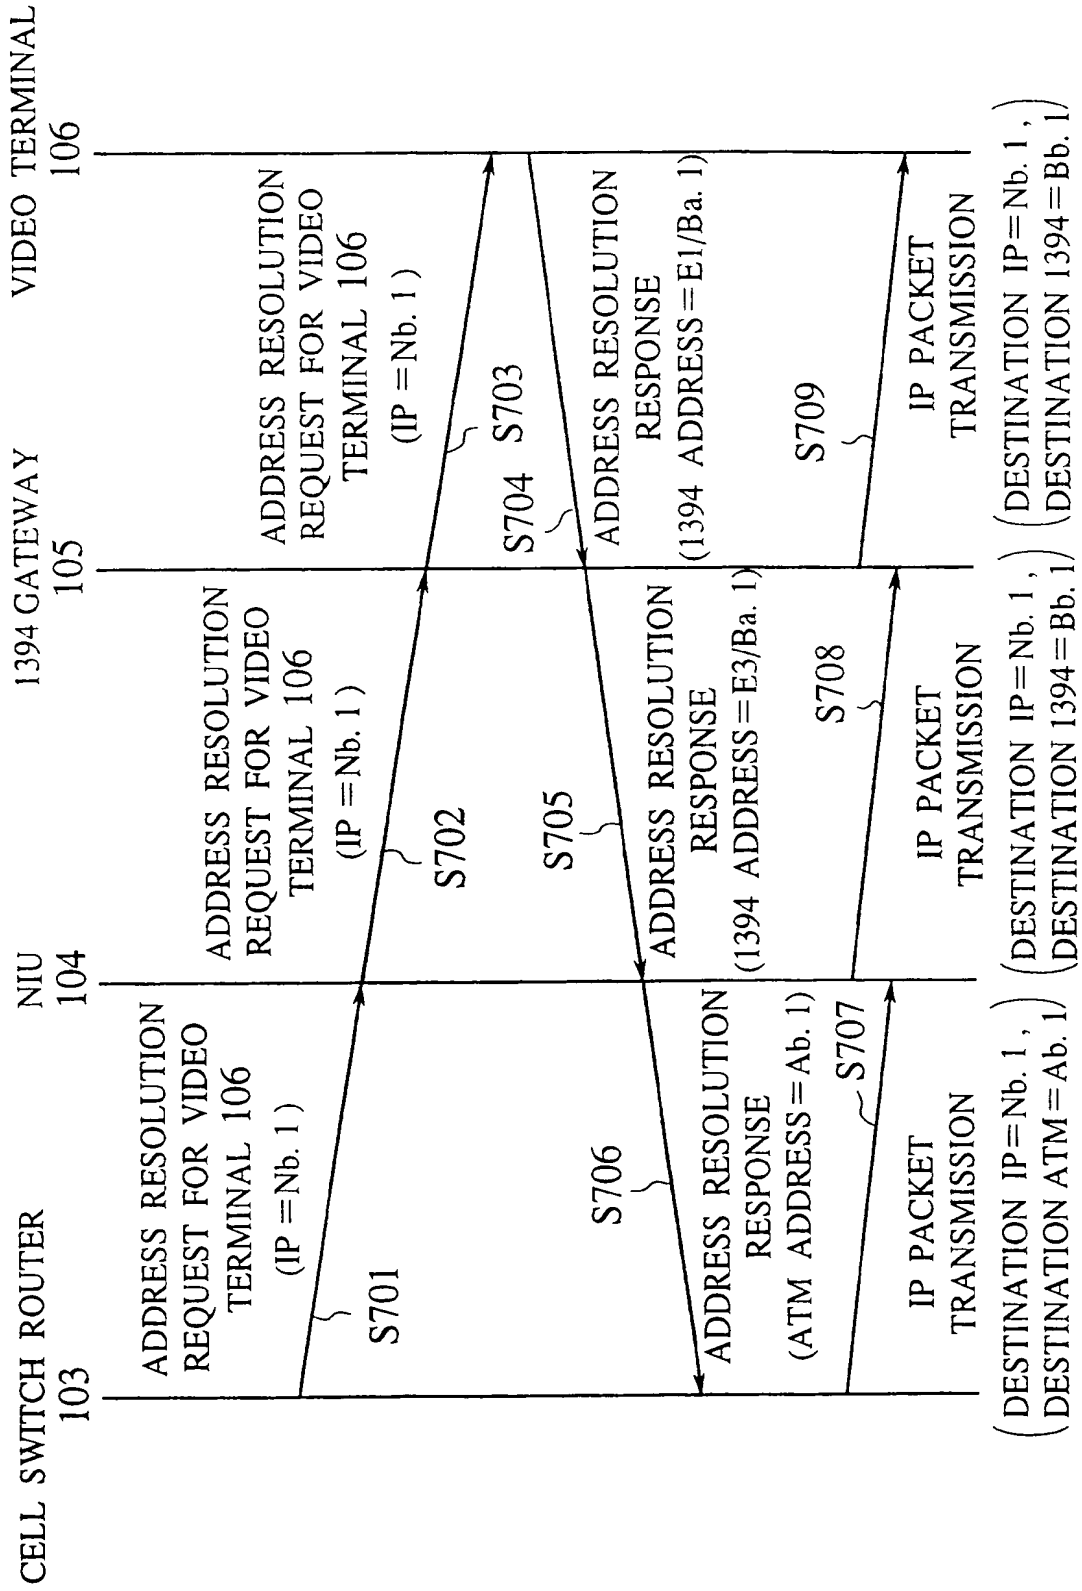 CELL SWITCH ROUTER
103
NIU
104
1394 GATEWAY
105
VIDEO TERMINAL
106
ADDRESS RESOLUTION
REQUEST FOR VIDEO
TERMINAL 106
(IP =Nb. 1 )
S701
ADDRESS RESOLUTION
REQUEST FOR VIDEO
TERMINAL 106
(IP =Nb. 1 )
S702
ADDRESS RESOLUTION
REQUEST FOR VIDEO
TERMINAL 106
(IP =Nb. 1 )
S703
S704
ADDRESS RESOLUTION
RESPONSE
(1394 ADDRESS=E1/Ba. 1)
S705
ADDRESS RESOLUTION
RESPONSE
(1394 ADDRESS=E3/Ba. 1)
S706
ADDRESS RESOLUTION
RESPONSE
(ATM ADDRESS=Ab. 1)
S707
IP PACKET
TRANSMISSION
(DESTINATION IP=Nb. 1 ,
DESTINATION ATM=Ab. 1)
S708
IP PACKET
TRANSMISSION
(DESTINATION IP=Nb. 1 ,
DESTINATION 1394=Bb. 1)
S709
IP PACKET
TRANSMISSION
(DESTINATION IP=Nb. 1 ,
DESTINATION 1394=Bb. 1)